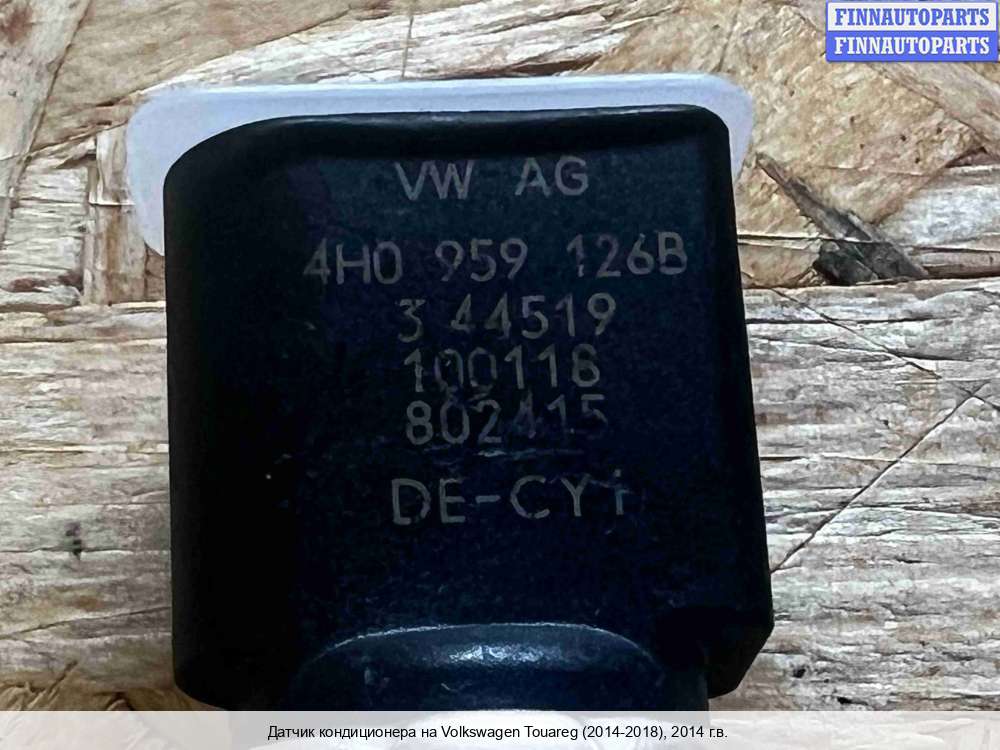 FINNAUTOPARTS
FINNAUTOPARTS
VW AG
4H0 959 126B
3 44519
100118
802415
DE-CY1
Датчик кондиционера на Volkswagen Touareg (2014-2018), 2014 г.в.